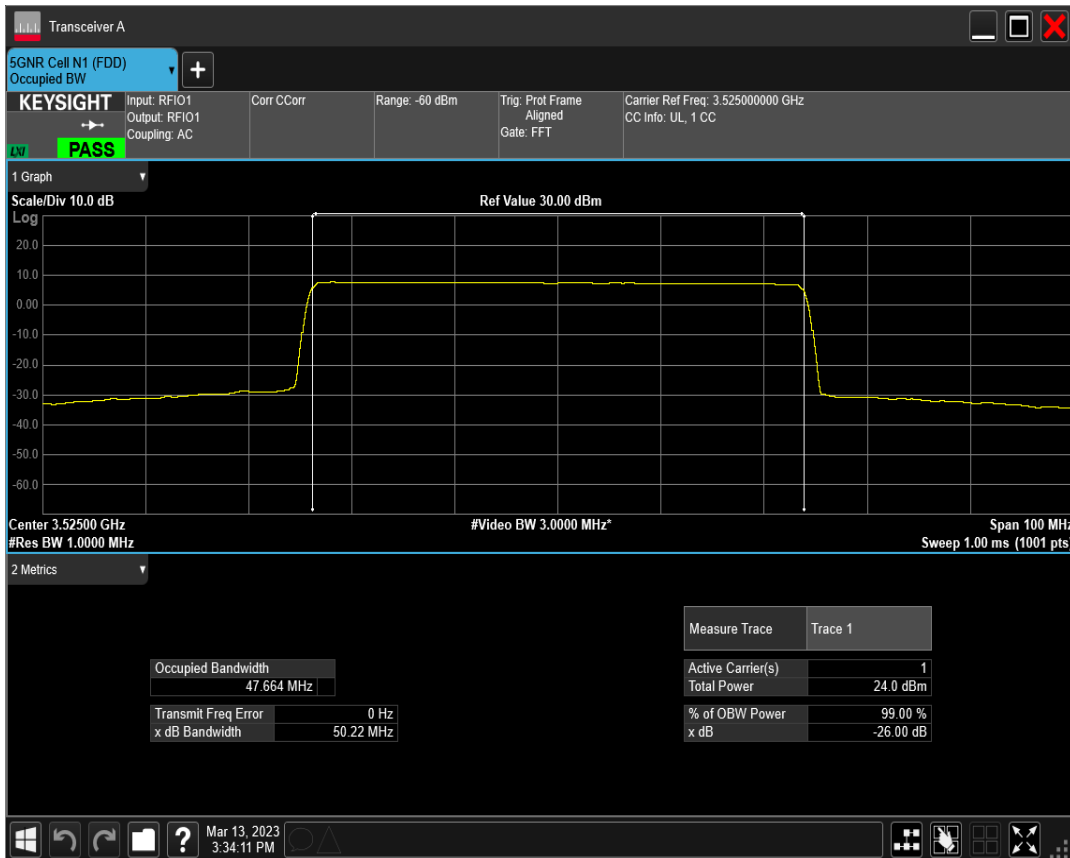 Transceiver A
5GNR Cell N1 (FDD)
Occupied BW
KEYSIGHT
LXI
PASS
Input: RFIO1
Output: RFIO1
Coupling: AC
Corr CCorr
Range: -60 dBm
Trig: Prot Frame
Aligned
Gate: FFT
Carrier Ref Freq: 3.525000000 GHz
CC Info: UL, 1 CC
1 Graph
Scale/Div 10.0 dB
Ref Value 30.00 dBm
Log
20.0
10.0
0.00
-10.0
-20.0
-30.0
-40.0
-50.0
-60.0
Center 3.52500 GHz
#Video BW 3.0000 MHz*
Span 100 MHz
#Res BW 1.0000 MHz
Sweep 1.00 ms (1001 pts)
2 Metrics
Measure Trace Trace 1
Occupied Bandwidth
47.664 MHz
Active Carrier(s) 1
Total Power 24.0 dBm
Transmit Freq Error 0 Hz
x dB Bandwidth 50.22 MHz
% of OBW Power 99.00 %
x dB -26.00 dB
?
Mar 13, 2023
3:34:11 PM